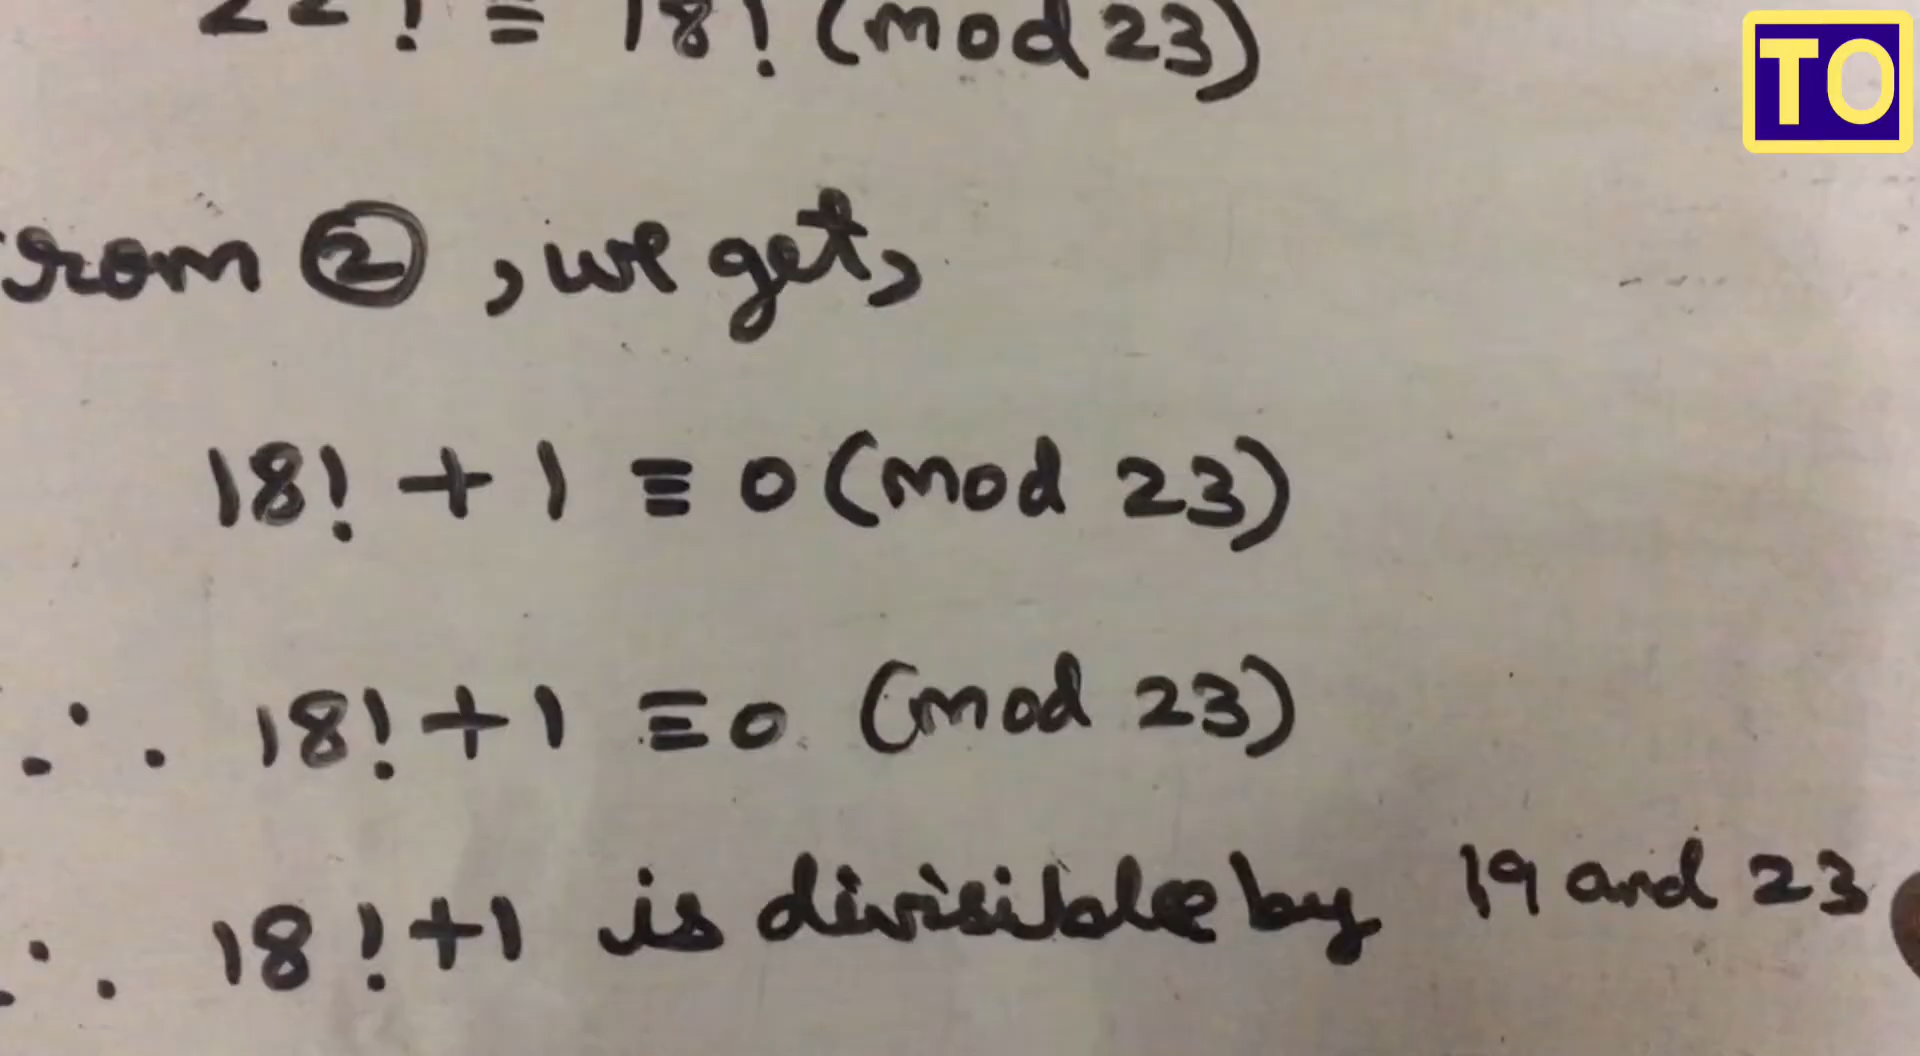 22! ≡ 18! (mod 23)
TO
from ②, we get,
18! + 1 ≡ 0 (mod 23)
∴ 18! + 1 ≡ 0 (mod 23)
∴ 18! + 1 is divisible by 19 and 23